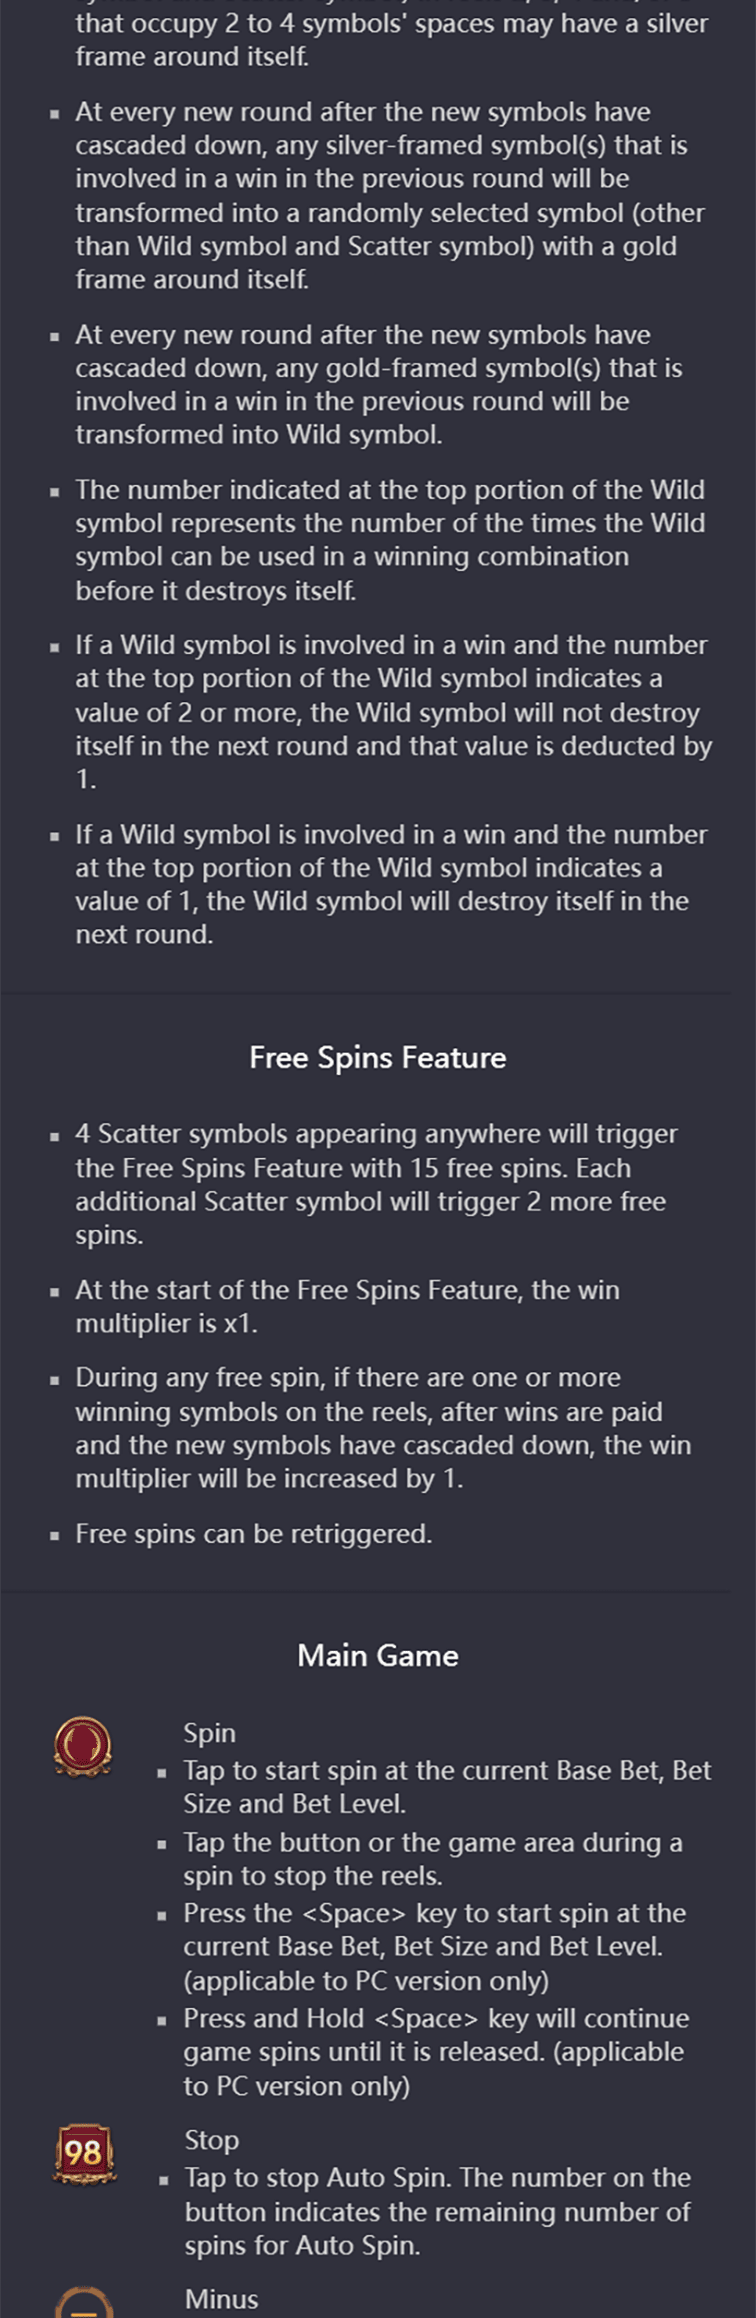 that occupy 2 to 4 symbols' spaces may have a silver
frame around itself.
At every new round after the new symbols have
cascaded down, any silver-framed symbol(s) that is
involved in a win in the previous round will be
transformed into a randomly selected symbol (other
than Wild symbol and Scatter symbol) with a gold
frame around itself.
At every new round after the new symbols have
cascaded down, any gold-framed symbol(s) that is
involved in a win in the previous round will be
transformed into Wild symbol.
The number indicated at the top portion of the Wild
symbol represents the number of the times the Wild
symbol can be used in a winning combination
before it destroys itself.
If a Wild symbol is involved in a win and the number
at the top portion of the Wild symbol indicates a
value of 2 or more, the Wild symbol will not destroy
itself in the next round and that value is deducted by
1.
If a Wild symbol is involved in a win and the number
at the top portion of the Wild symbol indicates a
value of 1, the Wild symbol will destroy itself in the
next round.
Free Spins Feature
4 Scatter symbols appearing anywhere will trigger
the Free Spins Feature with 15 free spins. Each
additional Scatter symbol will trigger 2 more free
spins.
At the start of the Free Spins Feature, the win
multiplier is x1.
During any free spin, if there are one or more
winning symbols on the reels, after wins are paid
and the new symbols have cascaded down, the win
multiplier will be increased by 1.
Free spins can be retriggered.
Main Game
Spin
Tap to start spin at the current Base Bet, Bet
Size and Bet Level.
Tap the button or the game area during a
spin to stop the reels.
Press the <Space> key to start spin at the
current Base Bet, Bet Size and Bet Level.
(applicable to PC version only)
Press and Hold <Space> key will continue
game spins until it is released. (applicable
to PC version only)
98
Stop
Tap to stop Auto Spin. The number on the
button indicates the remaining number of
spins for Auto Spin.
Minus